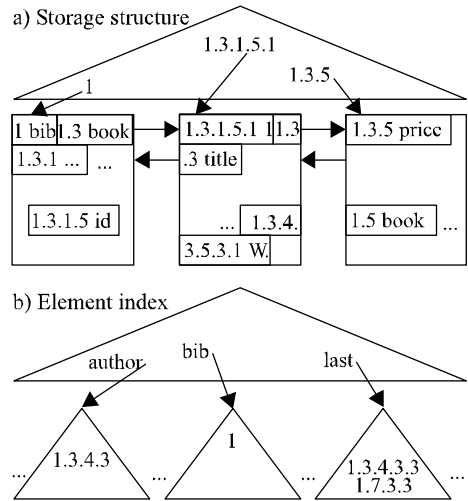 a) Storage structure
1.3.1.5.1
1.3.5
1
1 bib 1.3 book 1.3.1.5.1 1 1.3 1.3.5 price
1.3.1 ... ... .3 title
1.3.1.5 id ... 1.3.4. 1.5 book ...
3.5.3.1 W.
b) Element index
author bib last
1.3.4.3 1
... ... 1.3.4.3.3 ...
1.7.3.3 ...